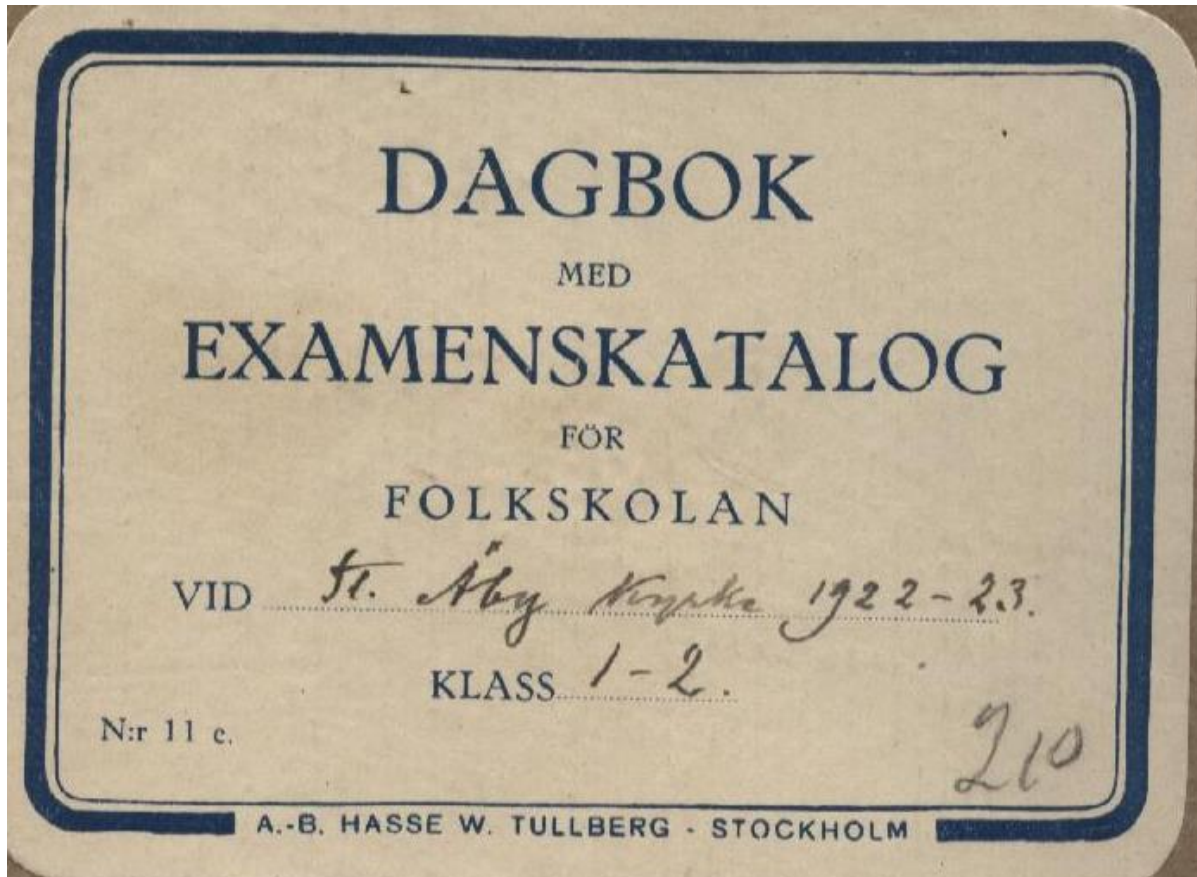 DAGBOK
MED
EXAMENSKATALOG
FÖR
FOLKSKOLAN
VID St. Åby Kyrka 1922-23.
KLASS 1-2.
N:r 11 c.
210
A.-B. HASSE W. TULLBERG - STOCKHOLM